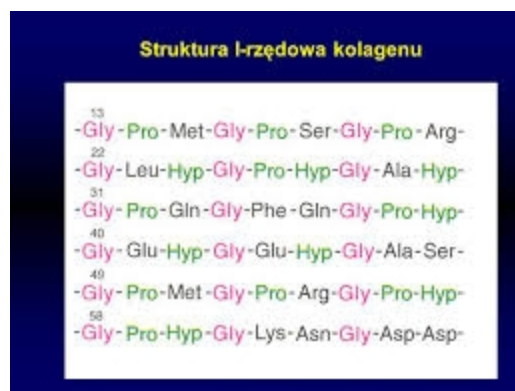 Struktura I-rzędowa kolagenu
13
-Gly-Pro-Met-Gly-Pro-Ser-Gly-Pro-Arg-
22
-Gly-Leu-Hyp-Gly-Pro-Hyp-Gly-Ala-Hyp-
31
-Gly-Pro-Gln-Gly-Phe-Gln-Gly-Pro-Hyp-
40
-Gly-Glu-Hyp-Gly-Glu-Hyp-Gly-Ala-Ser-
49
-Gly-Pro-Met-Gly-Pro-Arg-Gly-Pro-Hyp-
58
-Gly-Pro-Hyp-Gly-Lys-Asn-Gly-Asp-Asp-